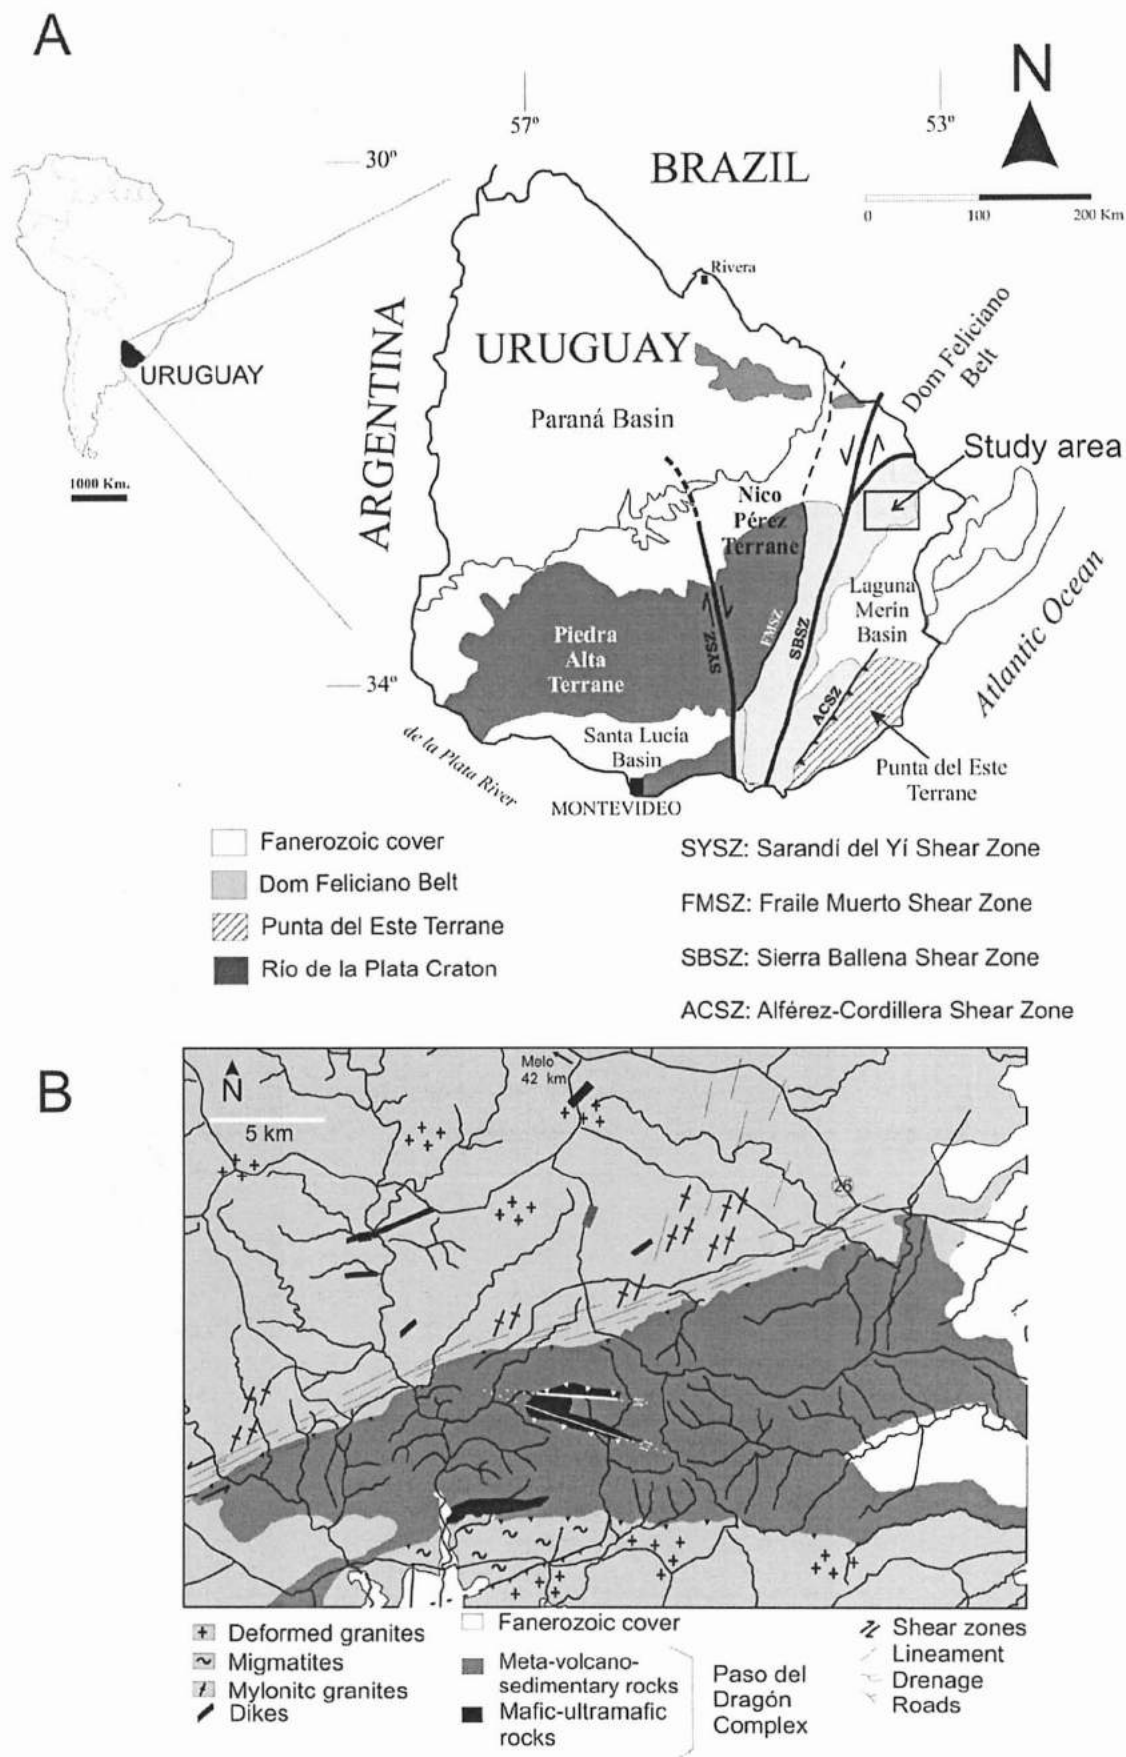 A
N
57º
53º
30º
BRAZIL
0 100 200 Km
Rivera
ARGENTINA
URUGUAY
Dom Feliciano
Belt
URUGUAY
Paraná Basin
Study area
1000 Km.
Nico
Pérez
Terrane
Laguna
Merin
Basin
Atlantic Ocean
FMSZ
SBSZ
SYSZ
Piedra
Alta
Terrane
34º
ACSZ
Santa Lucía
Basin
de la Plata River
Punta del Este
Terrane
MONTEVIDEO
Fanerozoic cover
Dom Feliciano Belt
Punta del Este Terrane
Río de la Plata Craton
SYSZ: Sarandí del Yí Shear Zone
FMSZ: Fraile Muerto Shear Zone
SBSZ: Sierra Ballena Shear Zone
ACSZ: Alférez-Cordillera Shear Zone
B
N
5 km
Melo
42 km
26
Deformed granites
Migmatites
Mylonitc granites
Dikes
Fanerozoic cover
Meta-volcano-
sedimentary rocks
Mafic-ultramafic
rocks
Paso del
Dragón
Complex
Shear zones
Lineament
Drenage
Roads